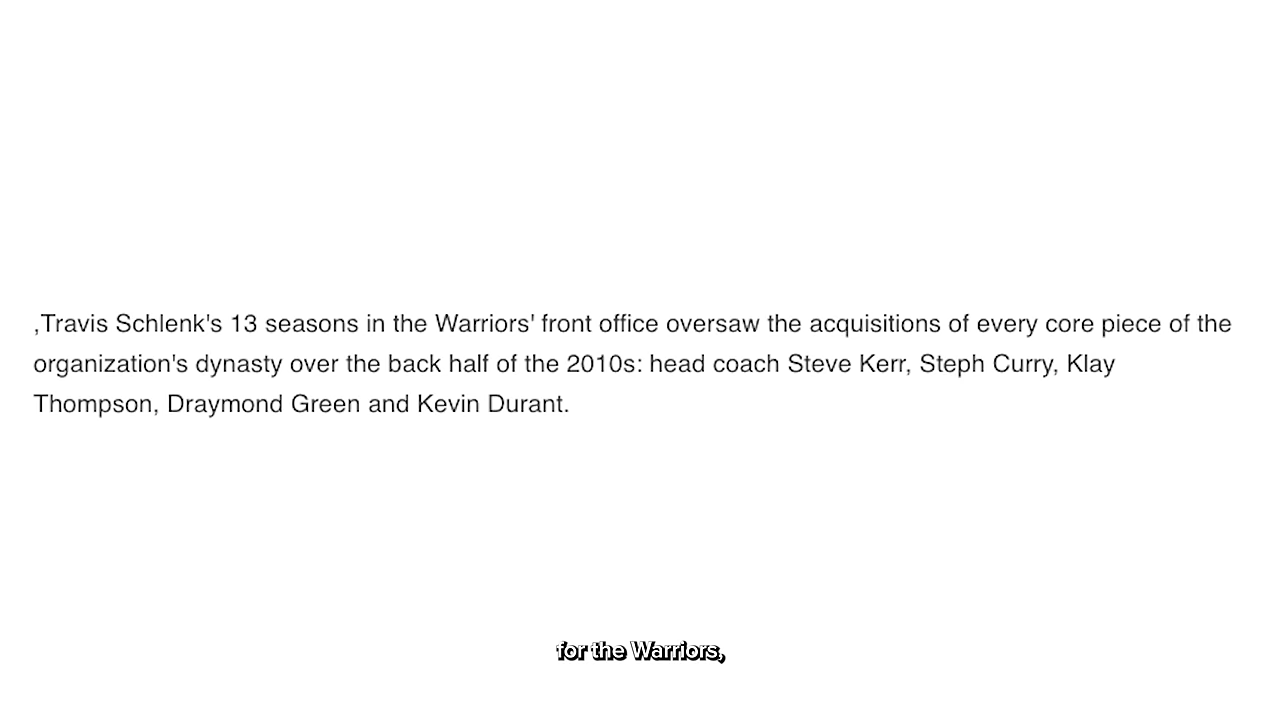 ,Travis Schlenk's 13 seasons in the Warriors' front office oversaw the acquisitions of every core piece of the
organization's dynasty over the back half of the 2010s: head coach Steve Kerr, Steph Curry, Klay
Thompson, Draymond Green and Kevin Durant.
for the Warriors,